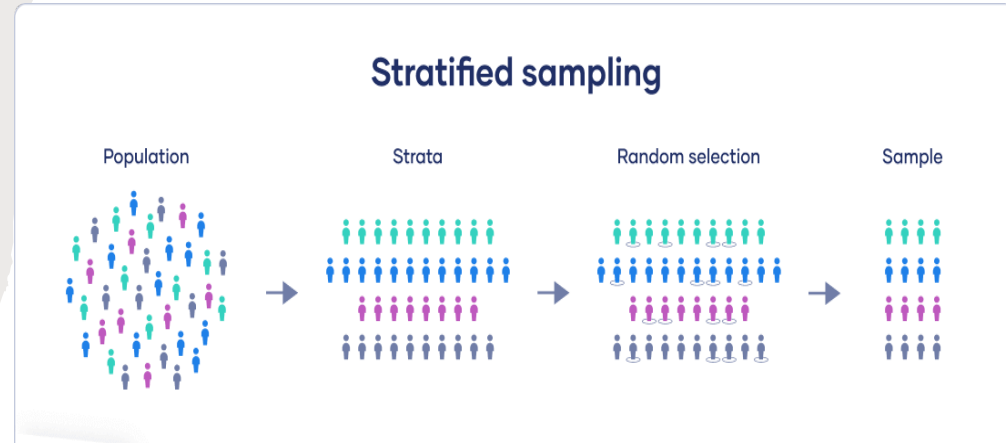 Stratified sampling
Population
Strata
Random selection
Sample